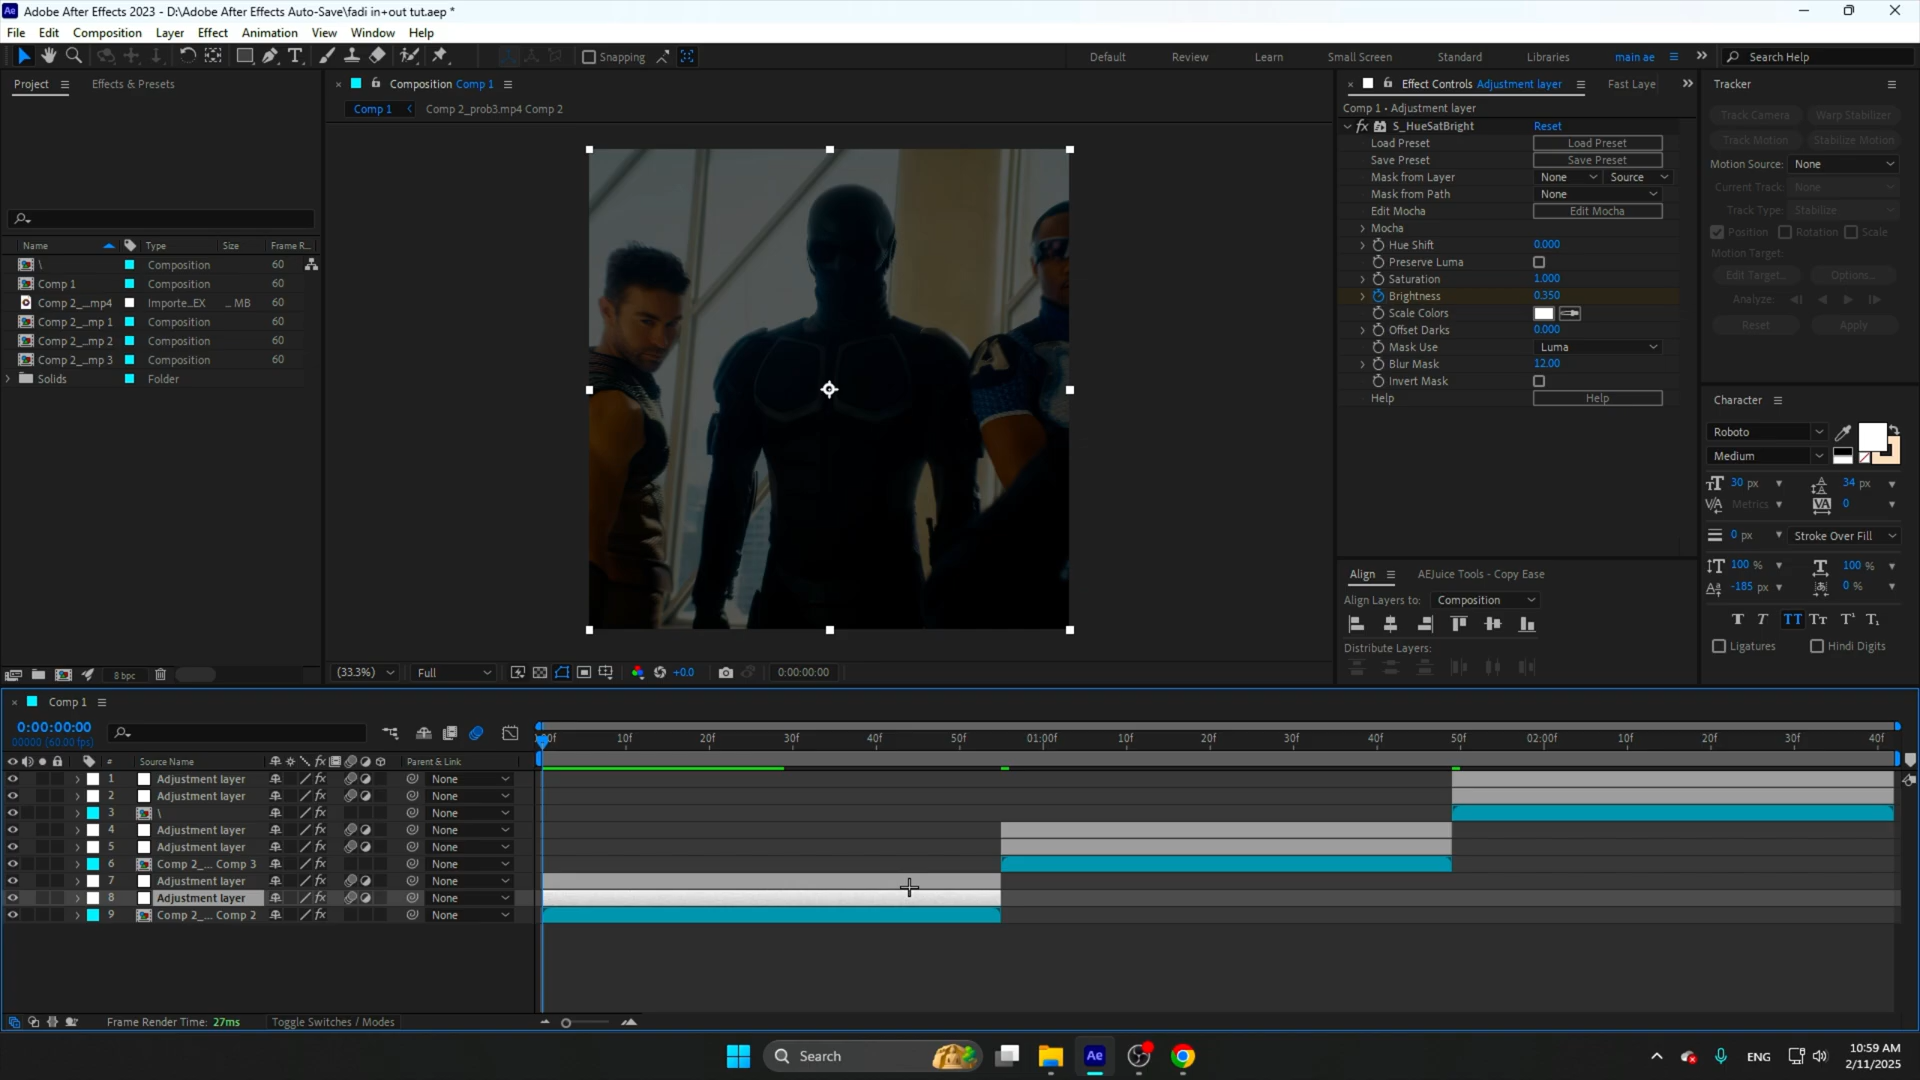 Adobe After Effects 2023 - D:\Adobe After Effects Auto-Save\fadi in+out tut.aep *
File Edit Composition Layer Effect Animation View Window Help
Snapping Default Review Learn Small Screen Standard Libraries main ae Search Help
Project Effects & Presets
Composition Comp 1
Comp 1 Comp 2_prob3.mp4 Comp 2
Effect Controls Adjustment layer Fast Laye
Tracker
Comp 1 • Adjustment layer
S_HueSatBright Reset
Load Preset Load Preset
Save Preset Save Preset
Mask from Layer None Source
Mask from Path None
Edit Mocha Edit Mocha
Mocha
Hue Shift 0.000
Preserve Luma
Saturation 1.000
Brightness 0.350
Scale Colors
Offset Darks 0.000
Mask Use Luma
Blur Mask 12.00
Invert Mask
Help Help
Track Camera Warp Stabilizer
Track Motion Stabilize Motion
Motion Source: None
Current Track: None
Track Type: Stabilize
Position Rotation Scale
Motion Target:
Edit Target... Options...
Analyze:
Reset Apply
Name Type Size Frame R...
\ Composition 60
Comp 1 Composition 60
Comp 2_...mp4 Importe...EX ... MB 60
Comp 2_...mp 1 Composition 60
Comp 2_...mp 2 Composition 60
Comp 2_...mp 3 Composition 60
Solids Folder
Character
Roboto
Medium
30 px 34 px
Metrics 0
0 px Stroke Over Fill
100 % 100 %
-185 px 0 %
T T TT Tt T¹ T₁
Ligatures Hindi Digits
Align AEJuice Tools - Copy Ease
Align Layers to: Composition
Distribute Layers:
8 bpc
(33.3%) Full +0.0 0:00:00:00
Comp 1
0:00:00:00
00000 (60.00 fps)
:00f 10f 20f 30f 40f 50f 01:00f 10f 20f 30f 40f 50f 02:00f 10f 20f 30f 40f
# Source Name fx Parent & Link
1 Adjustment layer fx None
2 Adjustment layer fx None
3 \ fx None
4 Adjustment layer fx None
5 Adjustment layer fx None
6 Comp 2_... Comp 3 fx None
7 Adjustment layer fx None
8 Adjustment layer fx None
9 Comp 2_... Comp 2 fx None
Frame Render Time: 27ms Toggle Switches / Modes
Search
Ae
ENG
10:59 AM
2/11/2025